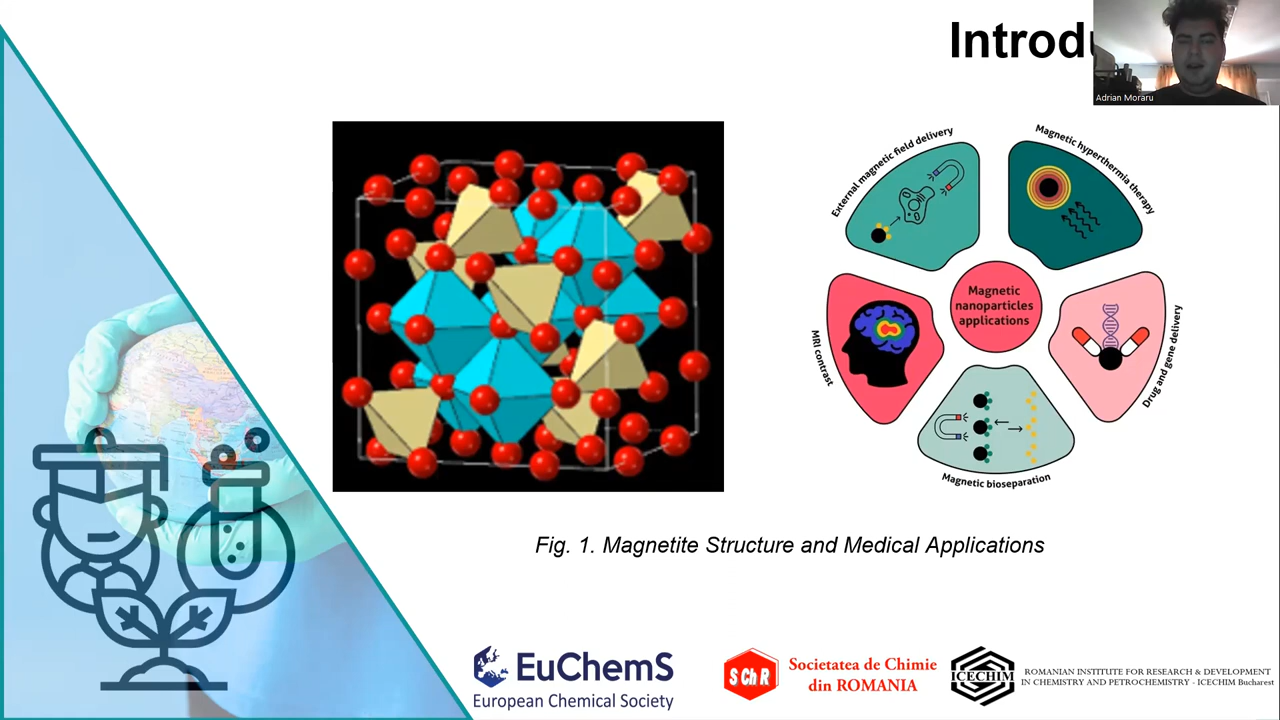 Introdu
Adrian Moraru
External magnetic field delivery
Magnetic hyperthermia therapy
Magnetic
nanoparticles
applications
MRI contrast
Drug and gene delivery
Magnetic bioseparation
Fig. 1. Magnetite Structure and Medical Applications
EuChemS
European Chemical Society
S Ch R
Societatea de Chimie
din ROMANIA
ICECHIM
ROMANIAN INSTITUTE FOR RESEARCH & DEVELOPMENT
IN CHEMISTRY AND PETROCHEMISTRY - ICECHIM Bucharest